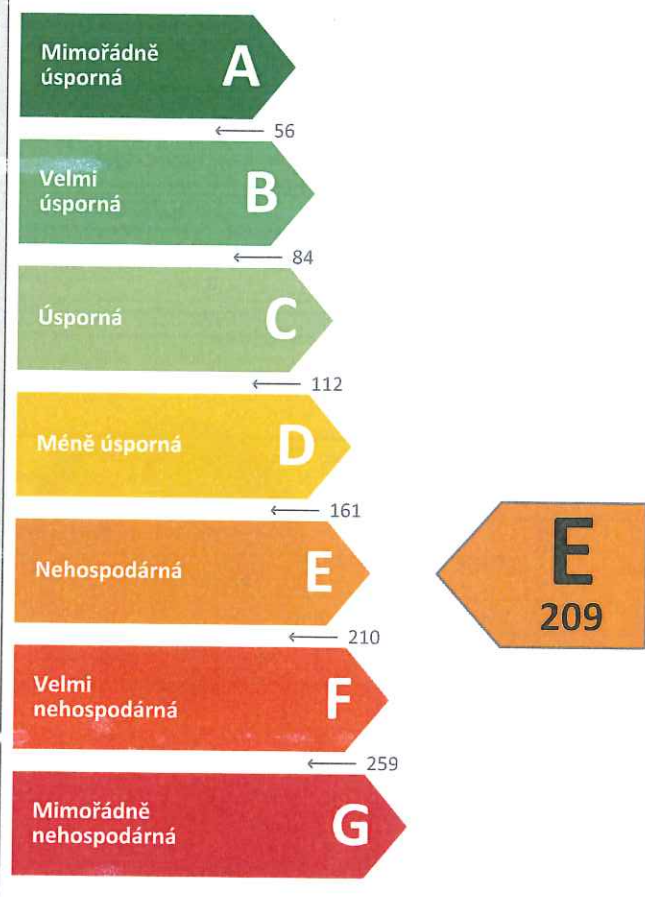 Mimořádně
úsporná
A
← 56
Velmi
úsporná
B
← 84
Úsporná
C
← 112
Méně úsporná
D
← 161
Nehospodárná
E
← 210
E
209
Velmi
nehospodárná
F
← 259
Mimořádně
nehospodárná
G